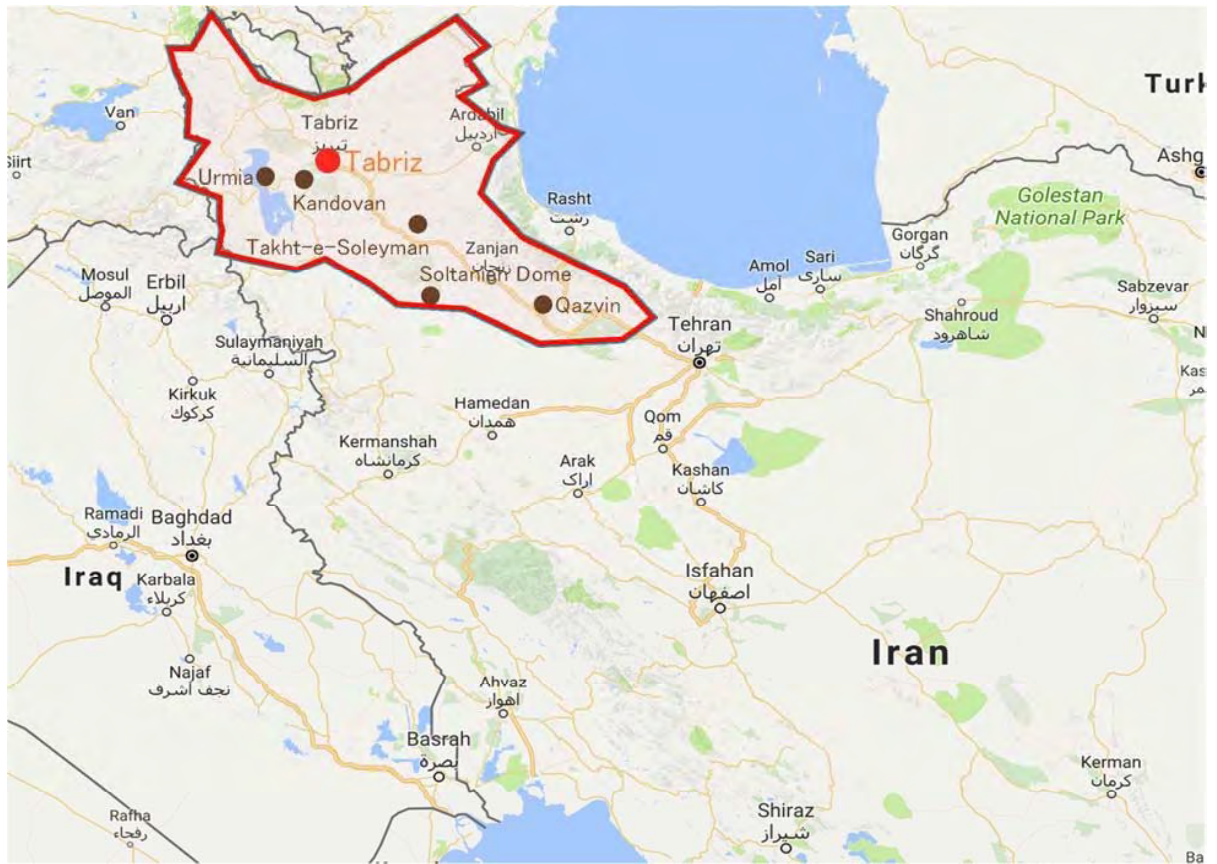 Turk
Van
Siirt
Tabriz
تبریز
Tabriz
Ardabil
اردبیل
Ashg
Urmia
Kandovan
Rasht
رشت
Golestan
National Park
Takht-e-Soleyman
Zanjan
زنجان
Gorgan
گرگان
Mosul
الموصل
Erbil
اربيل
Soltanieh Dome
Amol
آمل
Sari
ساری
Qazvin
Sabzevar
سبزوار
Tehran
تهران
Shahroud
شاهرود
Sulaymaniyah
السليمانية
Kirkuk
كركوك
Hamedan
همدان
Qom
قم
Kermanshah
کرمانشاه
Arak
اراک
Kashan
کاشان
Ramadi
الرمادي
Baghdad
بغداد
Iraq
Karbala
كربلاء
Isfahan
اصفهان
Iran
Najaf
نجف اشرف
Ahvaz
اهواز
Basrah
بصرة
Kerman
کرمان
Shiraz
شیراز
Rafha
رفحاء
Ba